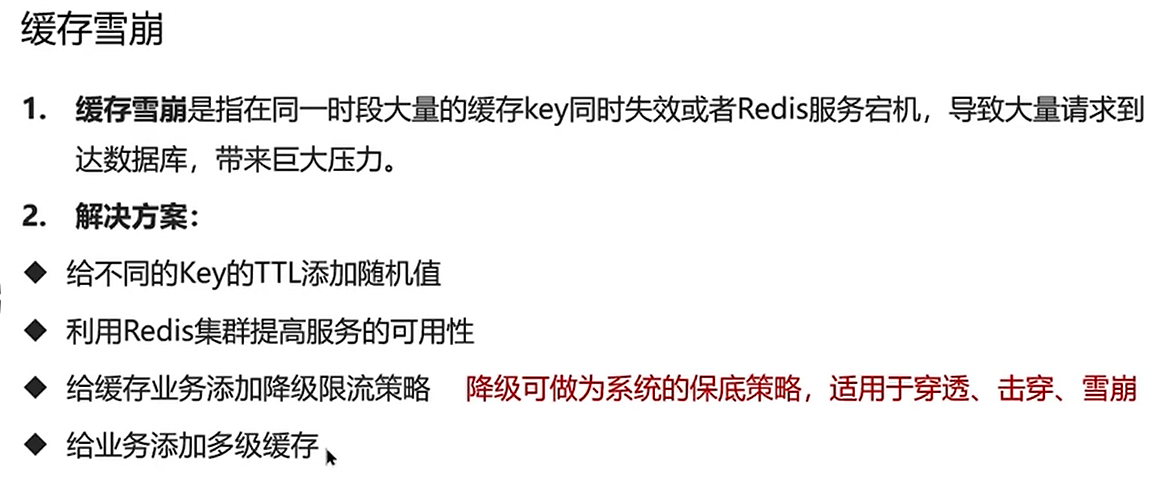 缓存雪崩
1. 缓存雪崩是指在同一时段大量的缓存key同时失效或者Redis服务宕机，导致大量请求到
达数据库，带来巨大压力。
2. 解决方案：
◆ 给不同的Key的TTL添加随机值
◆ 利用Redis集群提高服务的可用性
◆ 给缓存业务添加降级限流策略 降级可做为系统的保底策略，适用于穿透、击穿、雪崩
◆ 给业务添加多级缓存